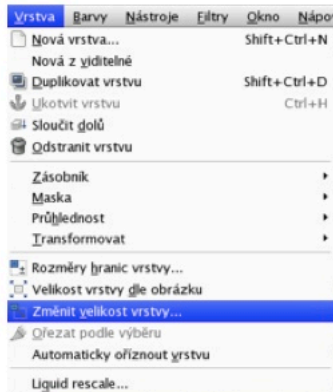 Vrstva Barvy Nástroje Filtry Okno Nápov
Nová vrstva... Shift+Ctrl+N
Nová z viditelné
Duplikovat vrstvu Shift+Ctrl+D
Ukotvit vrstvu Ctrl+H
Sloučit dolů
Odstranit vrstvu
Zásobník
Maska
Průhlednost
Transformovat
Rozměry hranic vrstvy...
Velikost vrstvy dle obrázku
Změnit velikost vrstvy...
Ořezat podle výběru
Automaticky oříznout vrstvu
Liquid rescale...